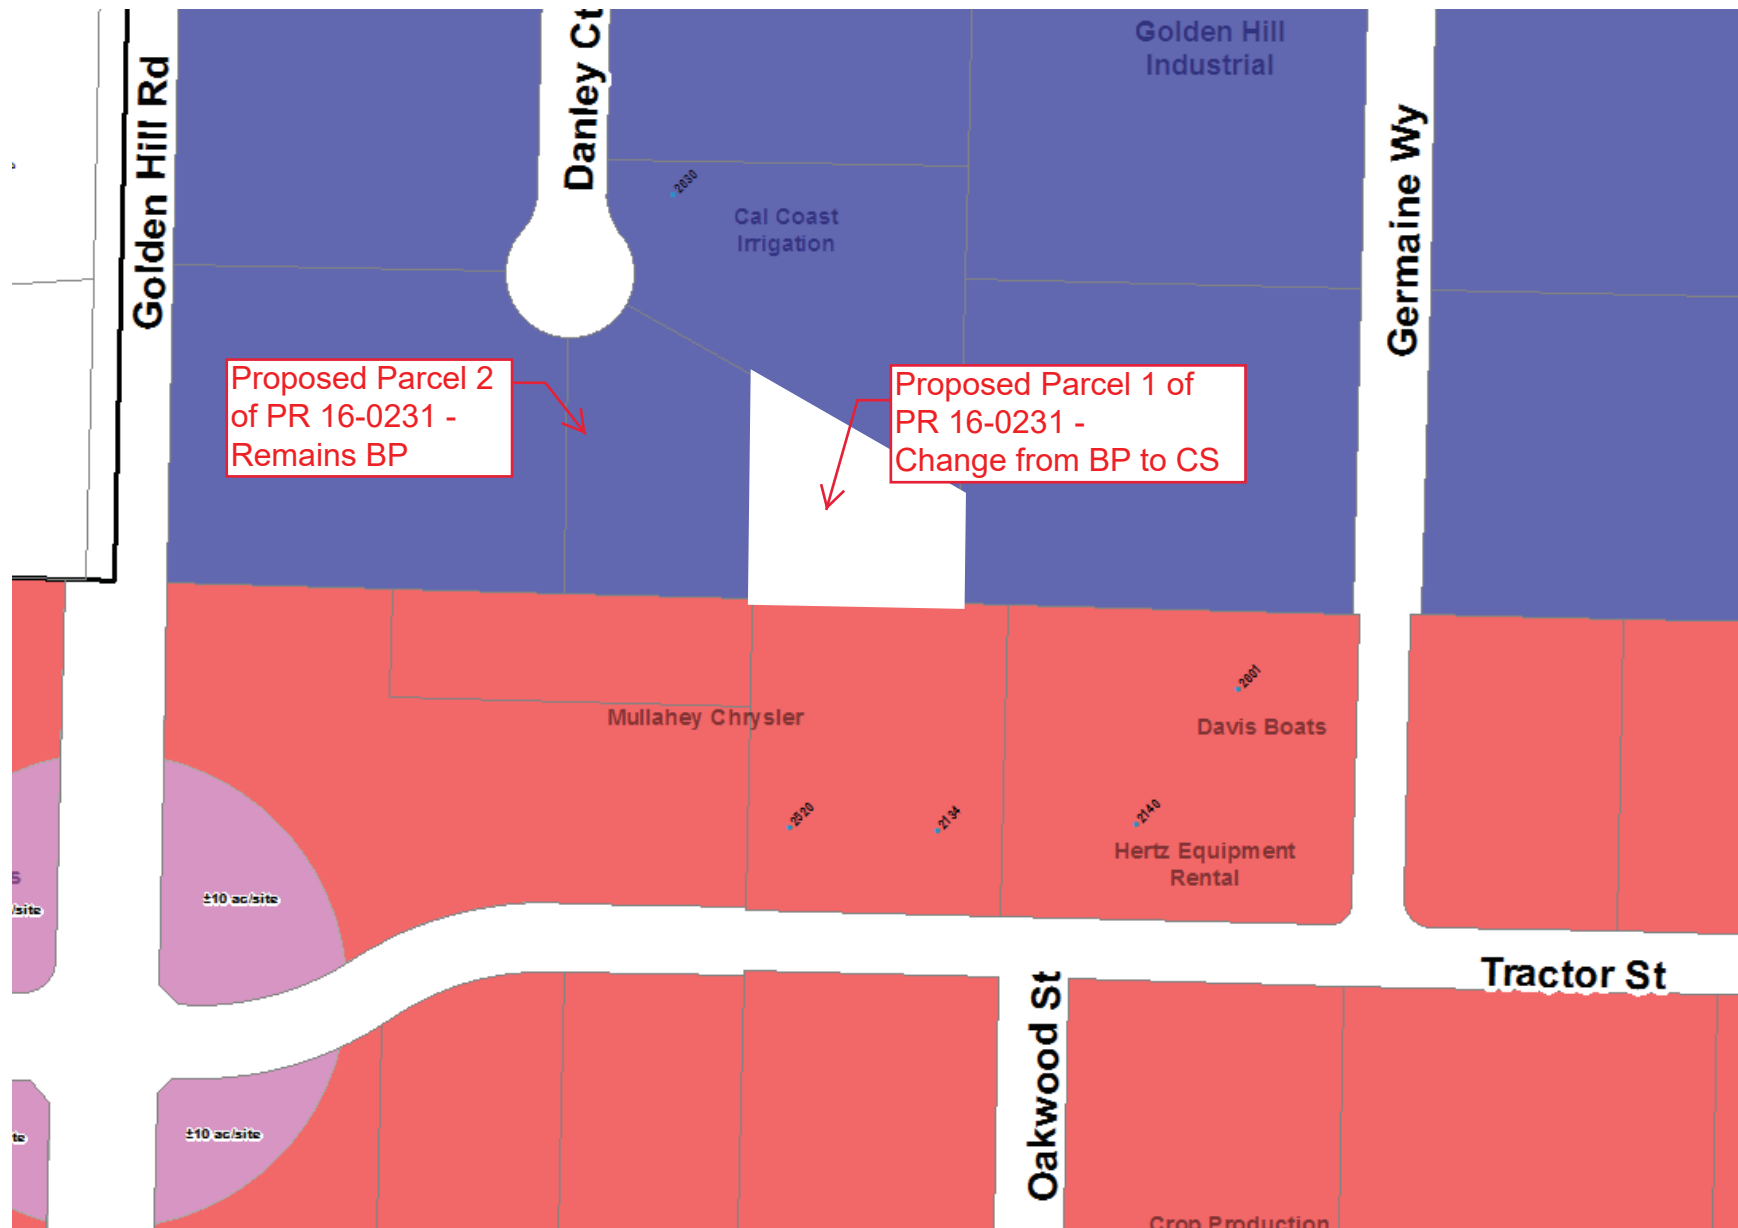 Golden Hill Rd
Danley Ct
Golden Hill
Industrial
Germaine Wy
2030
Cal Coast
Irrigation
Proposed Parcel 2
of PR 16-0231 -
Remains BP
Proposed Parcel 1 of
PR 16-0231 -
Change from BP to CS
2001
Mullahey Chrysler
Davis Boats
2520
2134
2140
Hertz Equipment
Rental
s
/site
±10 ac/site
Tractor St
Oakwood St
te
±10 ac/site
Crop Production